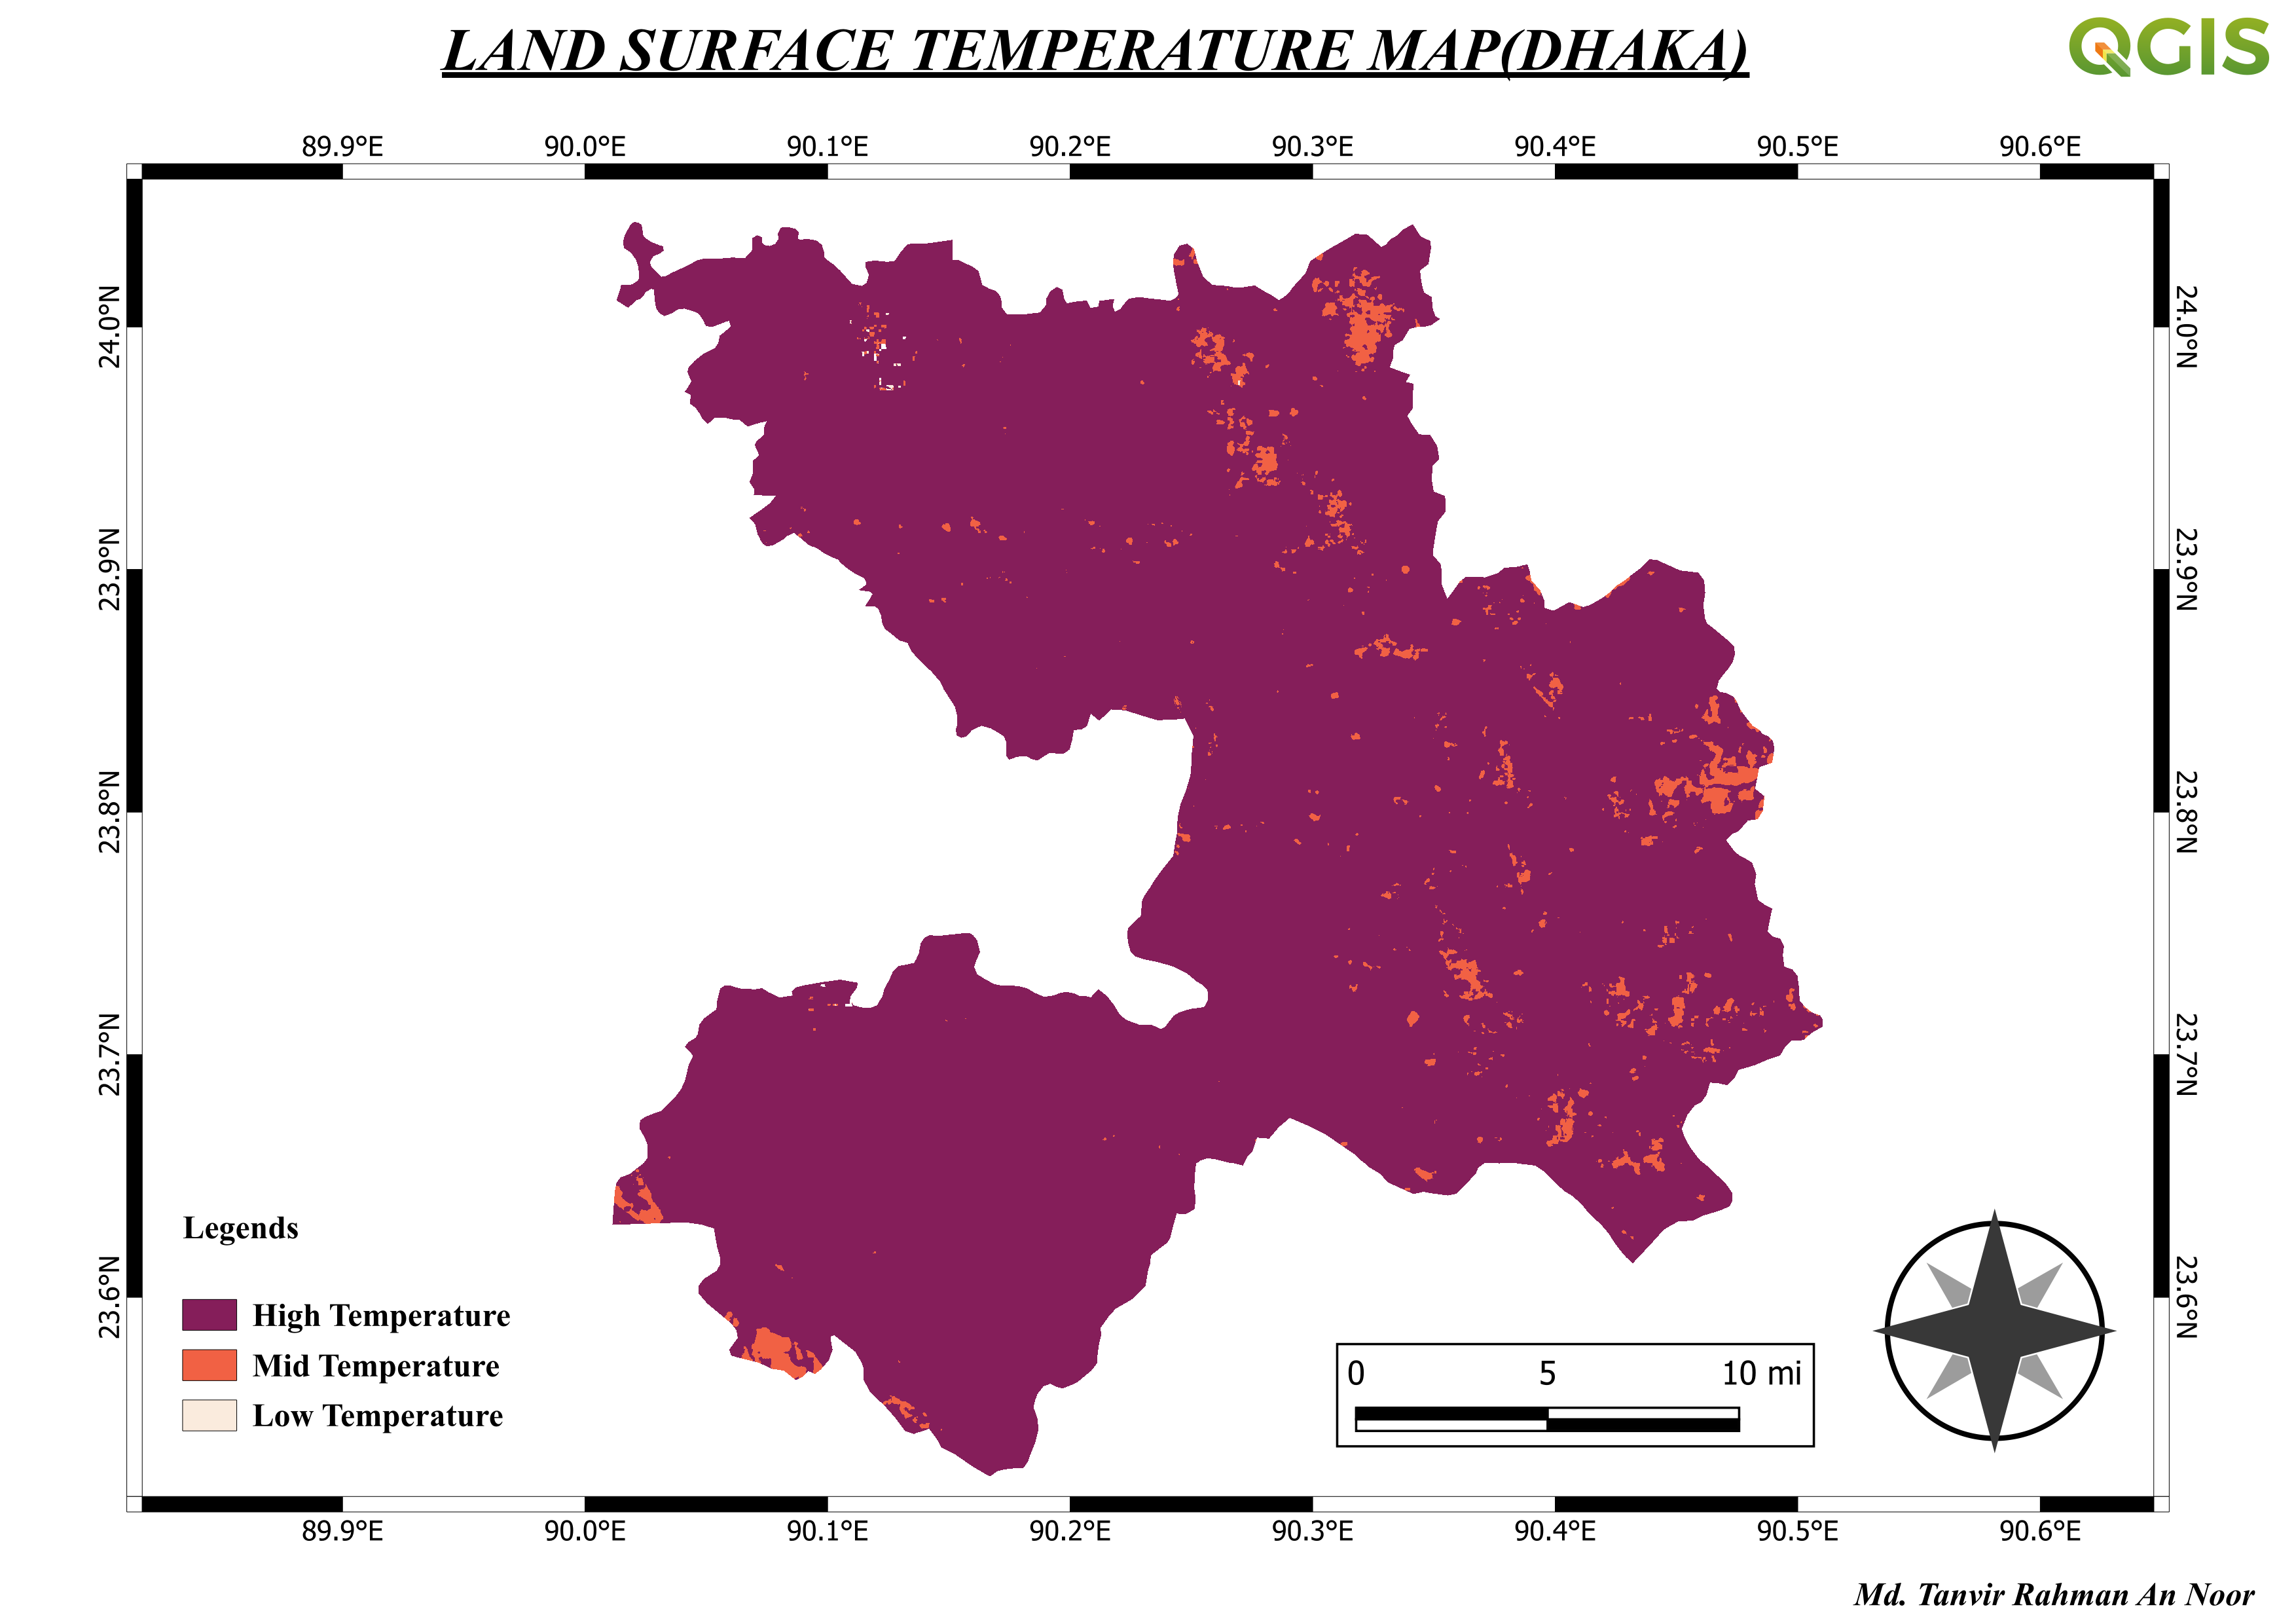 LAND SURFACE TEMPERATURE MAP(DHAKA)
QGIS
89.9°E 90.0°E 90.1°E 90.2°E 90.3°E 90.4°E 90.5°E 90.6°E
24.0°N 24.0°N
23.9°N 23.9°N
23.8°N 23.8°N
23.7°N 23.7°N
23.6°N 23.6°N
Legends
High Temperature
Mid Temperature
Low Temperature
0 5 10 mi
89.9°E 90.0°E 90.1°E 90.2°E 90.3°E 90.4°E 90.5°E 90.6°E
Md. Tanvir Rahman An Noor